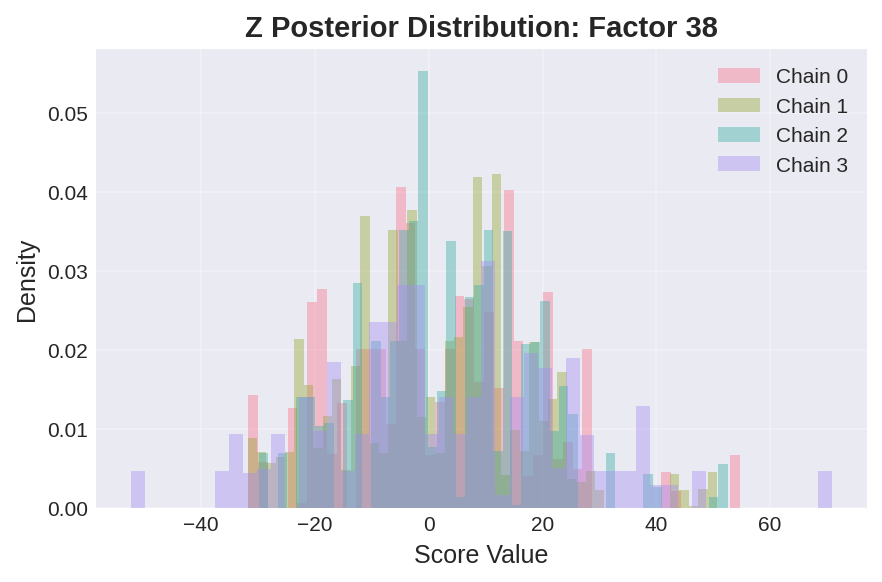 Z Posterior Distribution: Factor 38
Chain 0
Chain 1
Chain 2
Chain 3
0.05
0.04
0.03
0.02
0.01
0.00
Density
−40
−20
0
20
40
60
Score Value